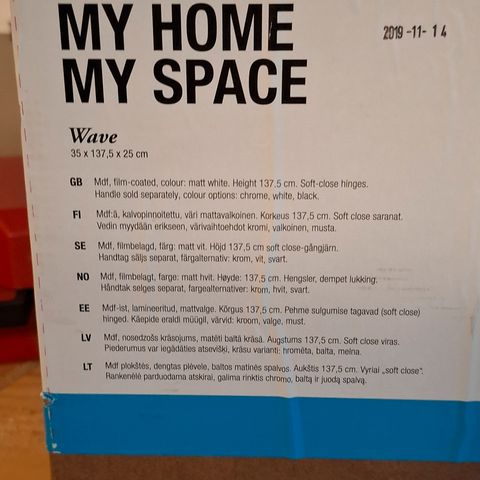 MY HOME
MY SPACE
2019-11-14
Wave
35 x 137,5 x 25 cm
GB Mdf, film-coated, colour: matt white. Height 137,5 cm. Soft-close hinges.
Handle sold separately, colour options: chrome, white, black.
FI Mdf:ä, kalvopinnoitettu, väri mattavalkoinen. Korkeus 137,5 cm. Soft close saranat.
Vedin myydään erikseen, värivaihtoehdot kromi, valkoinen, musta.
SE Mdf, filmbelagd, färg: matt vit. Höjd 137,5 cm soft close-gångjärn.
Handtag säljs separat, färgalternativ: krom, vit, svart.
NO Mdf, filmbelagt, farge: matt hvit. Høyde: 137,5 cm. Hengsler, dempet lukking.
Håndtak selges separat, fargealternativer: krom, hvit, svart.
EE Mdf-ist, lamineeritud, mattvalge. Kõrgus 137,5 cm. Pehme sulgumise tagavad (soft close)
hinged. Käepide eraldi müügil, värvid: kroom, valge, must.
LV Mdf, nosedzošs krāsojums, matēti baltā krāsā. Augstums 137,5 cm. Soft close viras.
Piederumus var iegādāties atsevišķi, krāsu varianti: hromēta, balta, melna.
LT Mdf plokštės, dengtas plėvele, baltos matinės spalvos. Aukštis 137,5 cm. Vyriai „soft close“.
Rankenėlė parduodama atskirai, galima rinktis chromo, baltą ir juodą spalvą.